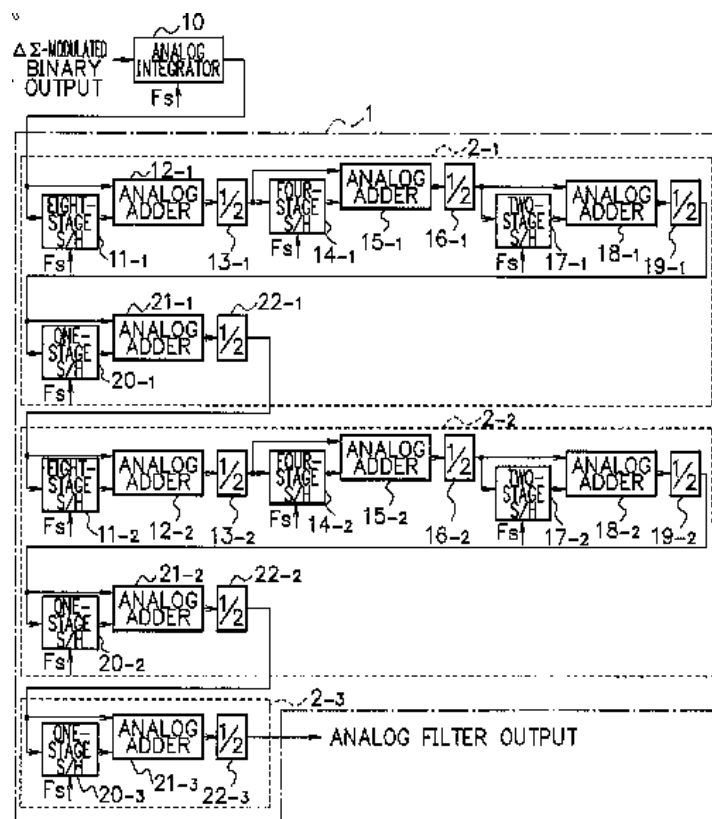 10
ΔΣ-MODULATED
BINARY
OUTPUT
ANALOG
INTEGRATOR
Fs
1
2-1
EIGHT-
STAGE
S/H
Fs
11-1
12-1
ANALOG
ADDER
1/2
13-1
FOUR-
STAGE
S/H
Fs
14-1
ANALOG
ADDER
15-1
1/2
16-1
TWO-
STAGE
S/H
Fs
17-1
ANALOG
ADDER
18-1
1/2
19-1
ONE-
STAGE
S/H
Fs
20-1
21-1
ANALOG
ADDER
22-1
1/2
2-2
EIGHT-
STAGE
S/H
Fs
11-2
ANALOG
ADDER
12-2
1/2
13-2
FOUR-
STAGE
S/H
Fs
14-2
ANALOG
ADDER
15-2
1/2
16-2
TWO-
STAGE
S/H
Fs
17-2
ANALOG
ADDER
18-2
1/2
19-2
ONE-
STAGE
S/H
Fs
20-2
21-2
ANALOG
ADDER
22-2
1/2
2-3
ONE-
STAGE
S/H
Fs
20-3
ANALOG
ADDER
21-3
1/2
22-3
ANALOG FILTER OUTPUT